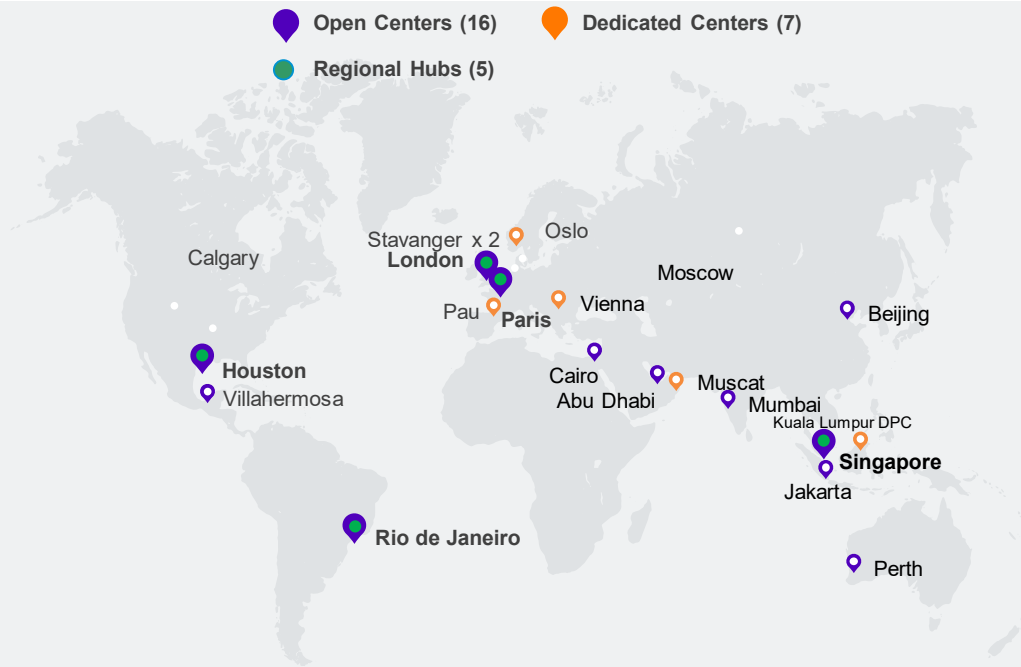 Open Centers (16)
Dedicated Centers (7)
Regional Hubs (5)
Stavanger x 2
Oslo
Calgary
London
Moscow
Pau
Paris
Vienna
Beijing
Houston
Villahermosa
Cairo
Abu Dhabi
Muscat
Mumbai
Kuala Lumpur DPC
Singapore
Jakarta
Rio de Janeiro
Perth